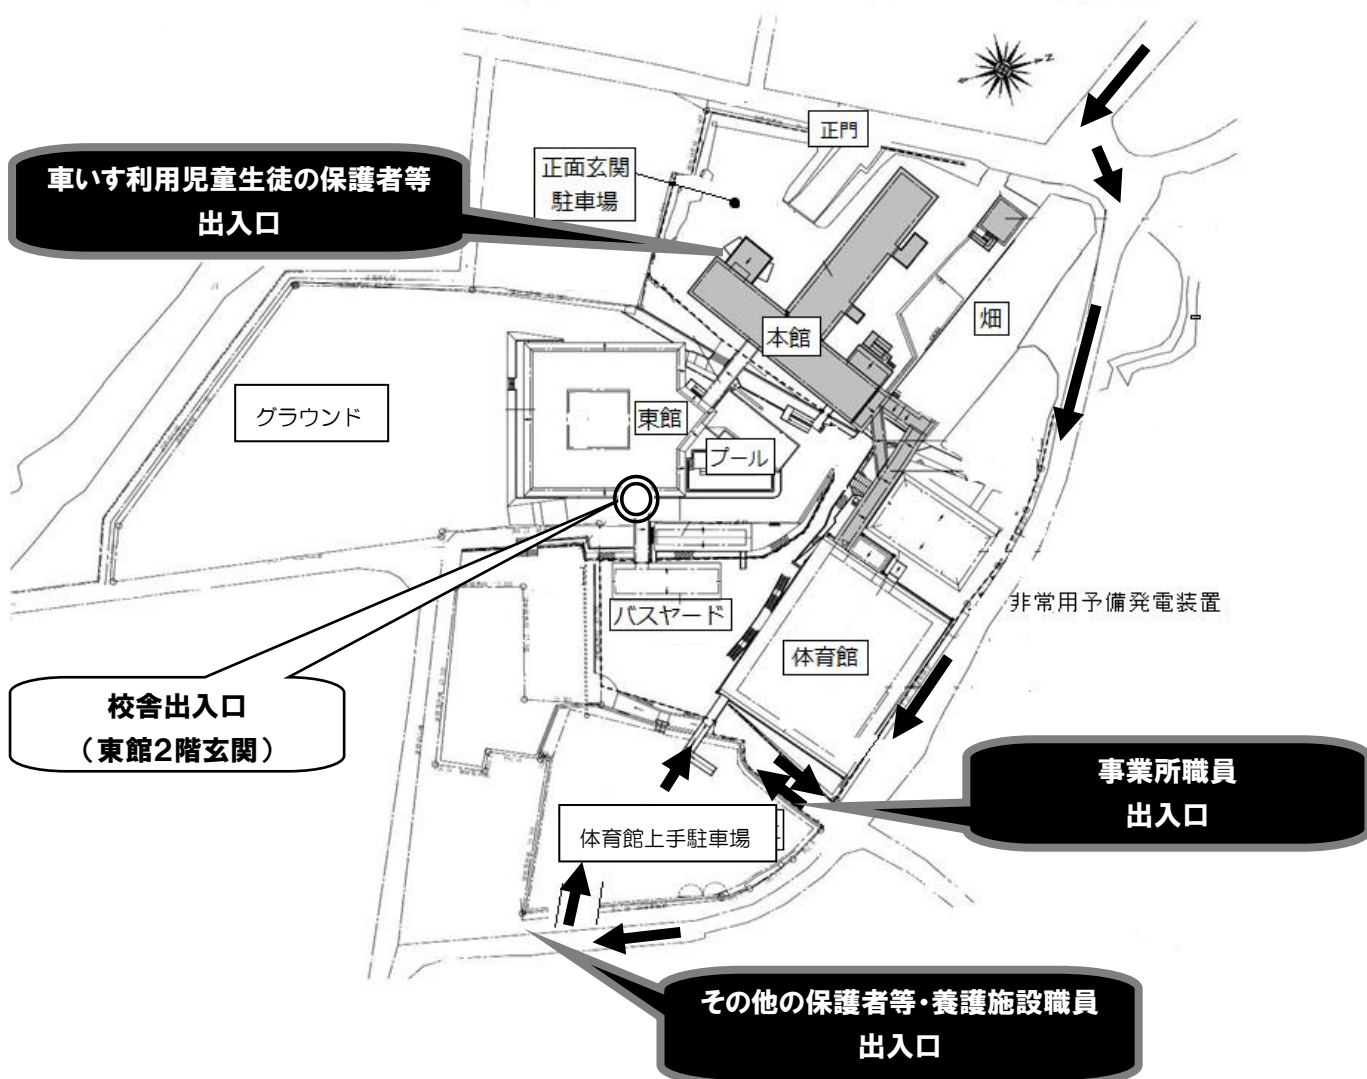 N
正門
正面玄関
駐車場
車いす利用児童生徒の保護者等
出入口
本館
畑
グラウンド
東館
プール
非常用予備発電装置
バスヤード
体育館
校舎出入口
（東館2階玄関）
事業所職員
出入口
体育館上手駐車場
その他の保護者等・養護施設職員
出入口